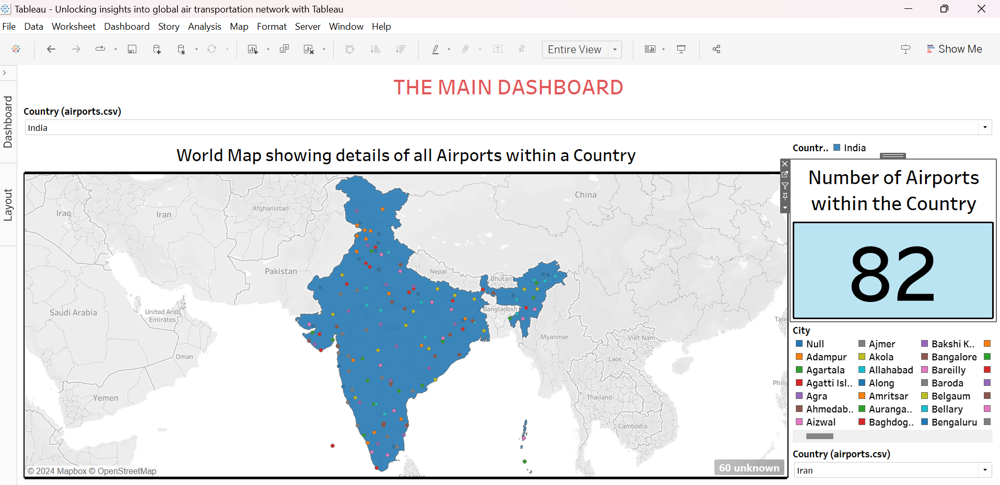 Tableau - Unlocking insights into global air transportation network with Tableau
File Data Worksheet Dashboard Story Analysis Map Format Server Window Help
Entire View
Show Me
Dashboard
Layout
THE MAIN DASHBOARD
Country (airports.csv)
India
World Map showing details of all Airports within a Country
Countr.. India
China
Iraq
Iran
Afghanistan
Pakistan
Nepal
Bhutan
Bangladesh
Saudi Arabia
United Arab
Emirates
India
Taiw
Myanmar
Viet Nam
Oman
Laos
Phili
Yemen
Thailand
Cambodia
Sri Lanka
© 2024 Mapbox © OpenStreetMap
60 unknown
Number of Airports
within the Country
82
City
Null Ajmer Bakshi K..
Adampur Akola Bangalore
Agartala Allahabad Bareilly
Agatti Isl.. Along Baroda
Agra Amritsar Belgaum
Ahmedab.. Auranga.. Bellary
Aizwal Baghdog.. Bengaluru
Country (airports.csv)
Iran